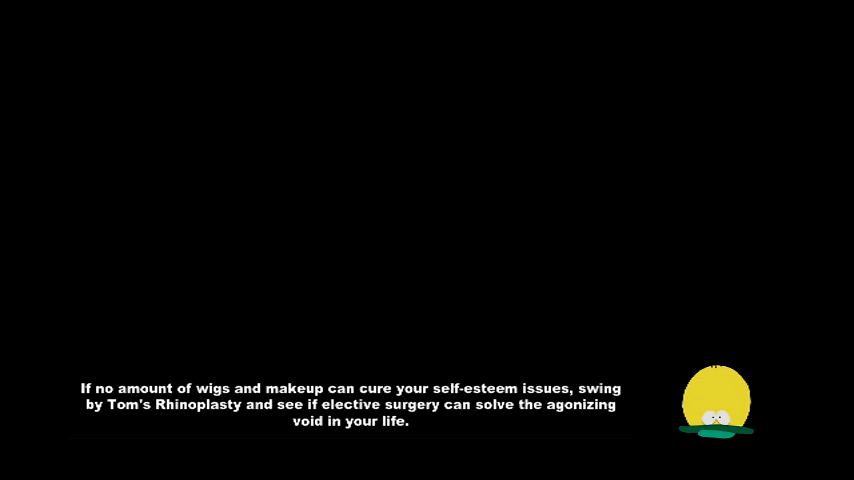 If no amount of wigs and makeup can cure your self-esteem issues, swing
by Tom's Rhinoplasty and see if elective surgery can solve the agonizing
void in your life.